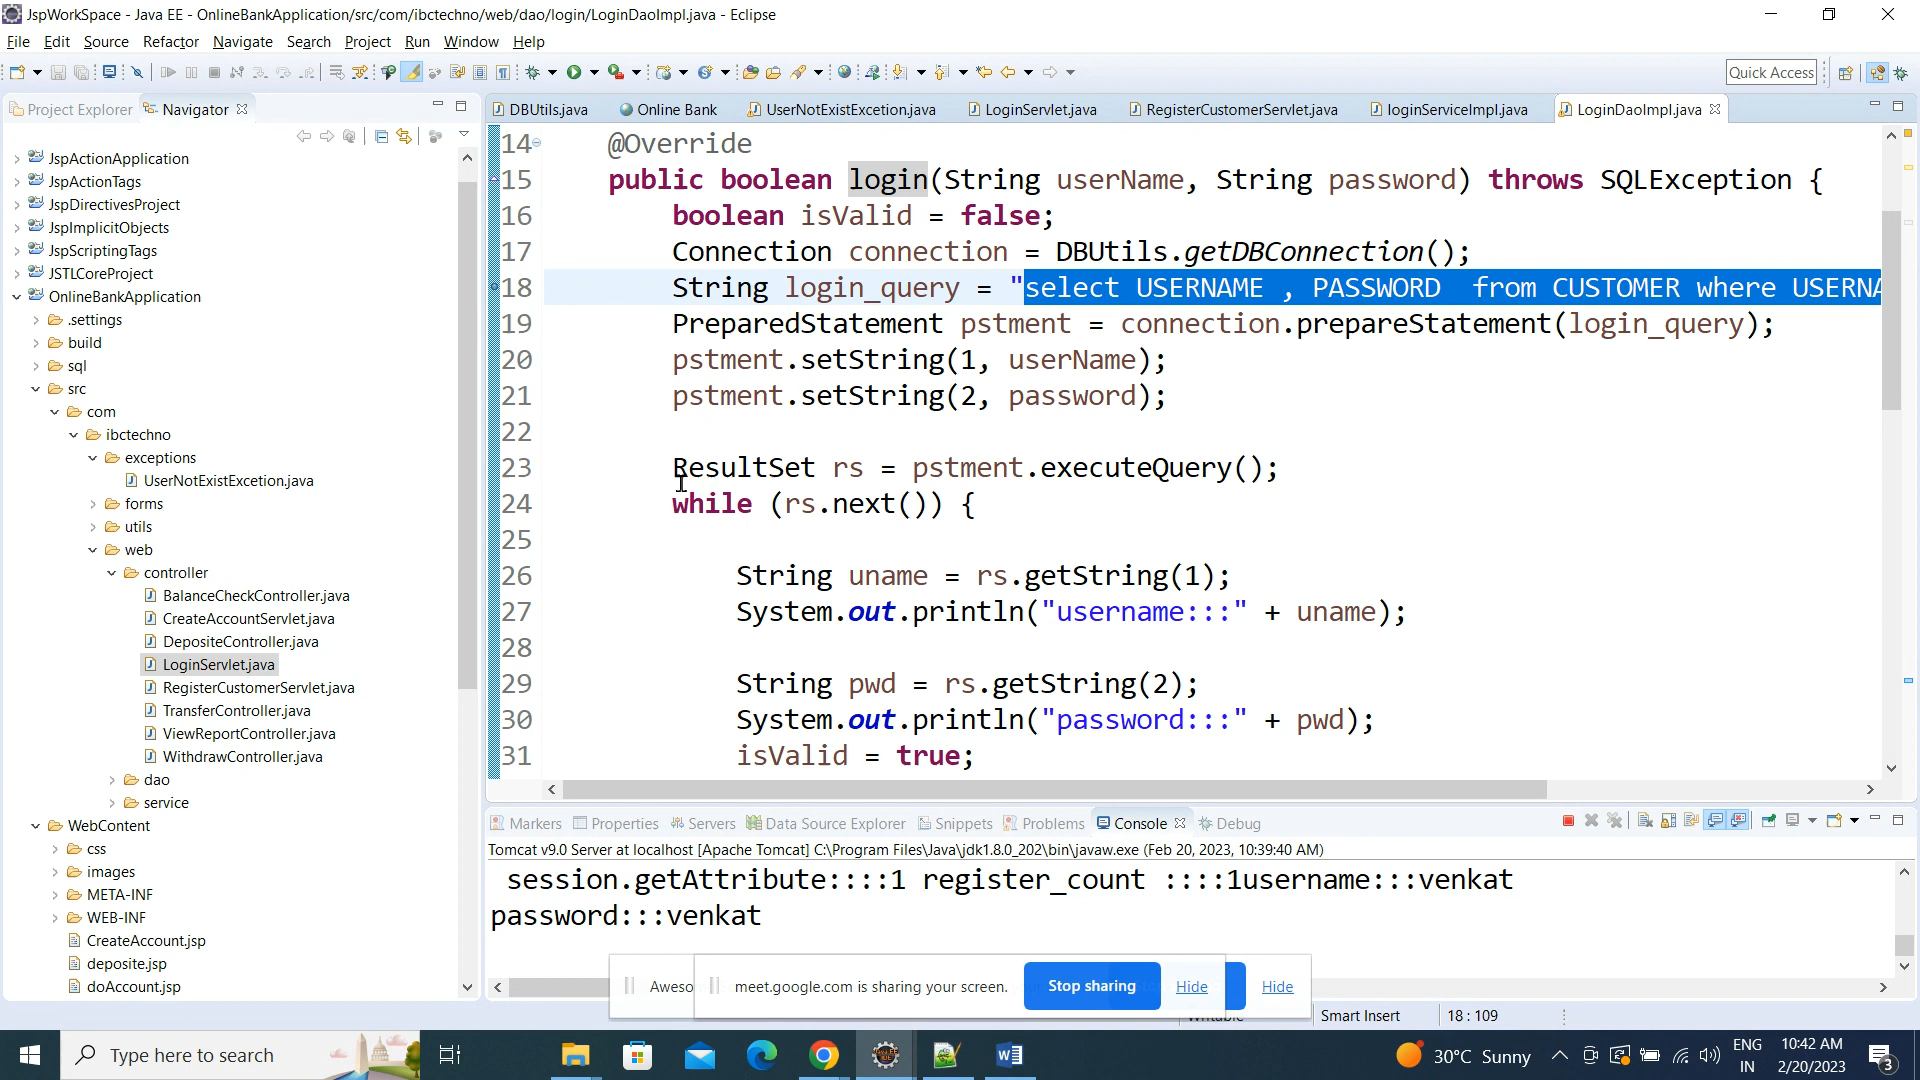 JspWorkSpace - Java EE - OnlineBankApplication/src/com/ibctechno/web/dao/login/LoginDaoImpl.java - Eclipse
File Edit Source Refactor Navigate Search Project Run Window Help
Quick Access
Project Explorer Navigator
DBUtils.java Online Bank UserNotExistExcetion.java LoginServlet.java RegisterCustomerServlet.java loginServiceImpl.java LoginDaoImpl.java
JspActionApplication
JspActionTags
JspDirectivesProject
JspImplicitObjects
JspScriptingTags
JSTLCoreProject
OnlineBankApplication
.settings
build
sql
src
com
ibctechno
exceptions
UserNotExistExcetion.java
forms
utils
web
controller
BalanceCheckController.java
CreateAccountServlet.java
DepositeController.java
LoginServlet.java
RegisterCustomerServlet.java
TransferController.java
ViewReportController.java
WithdrawController.java
dao
service
WebContent
css
images
META-INF
WEB-INF
CreateAccount.jsp
deposite.jsp
doAccount.jsp
14 @Override
15 public boolean login(String userName, String password) throws SQLException {
16 boolean isValid = false;
17 Connection connection = DBUtils.getDBConnection();
18 String login_query = "select USERNAME , PASSWORD from CUSTOMER where USERNA
19 PreparedStatement pstment = connection.prepareStatement(login_query);
20 pstment.setString(1, userName);
21 pstment.setString(2, password);
22
23 ResultSet rs = pstment.executeQuery();
24 while (rs.next()) {
25
26 String uname = rs.getString(1);
27 System.out.println("username:::" + uname);
28
29 String pwd = rs.getString(2);
30 System.out.println("password:::" + pwd);
31 isValid = true;
Markers Properties Servers Data Source Explorer Snippets Problems Console Debug
Tomcat v9.0 Server at localhost [Apache Tomcat] C:\Program Files\Java\jdk1.8.0_202\bin\javaw.exe (Feb 20, 2023, 10:39:40 AM)
session.getAttribute::::1 register_count ::::1username:::venkat
password:::venkat
Aweso meet.google.com is sharing your screen. Stop sharing Hide Hide
Smart Insert 18 : 109
Type here to search
30°C Sunny
ENG
IN
10:42 AM
2/20/2023
3